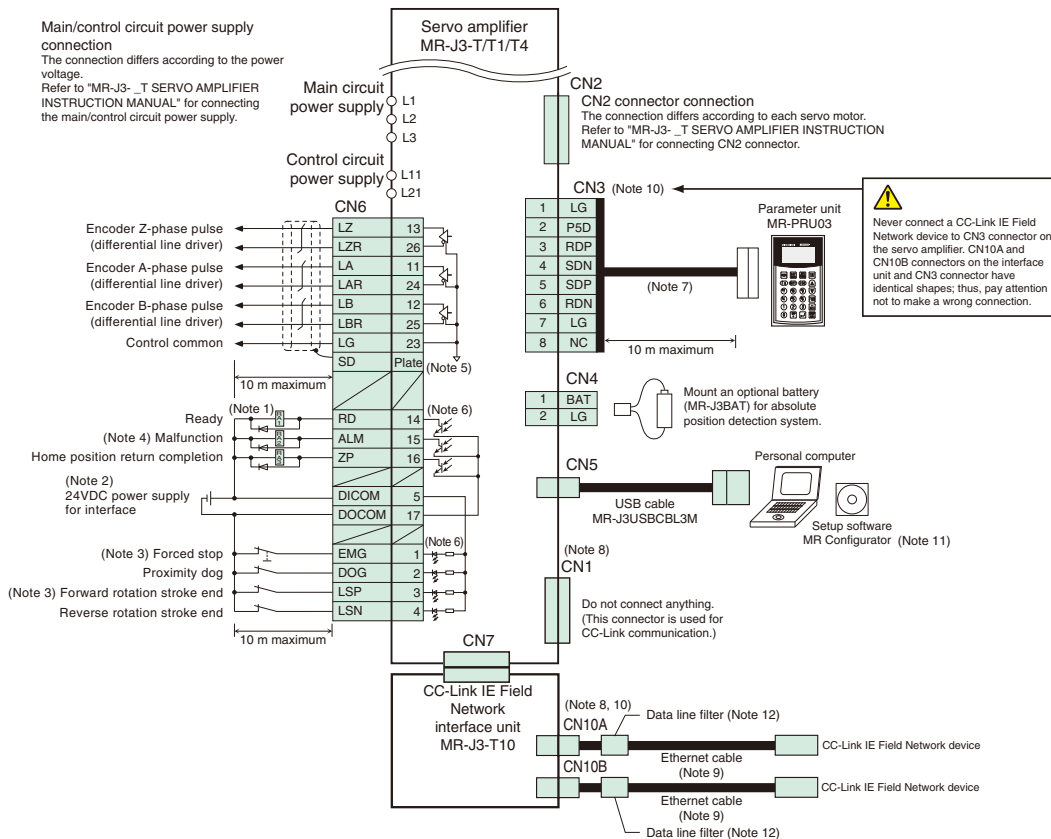 Main/control circuit power supply
connection
The connection differs according to the power
voltage.
Refer to "MR-J3- _T SERVO AMPLIFIER
INSTRUCTION MANUAL" for connecting
the main/control circuit power supply.
Servo amplifier
MR-J3-T/T1/T4
Main circuit
power supply
L1
L2
L3
Control circuit
power supply
L11
L21
CN2
CN2 connector connection
The connection differs according to each servo motor.
Refer to "MR-J3- _T SERVO AMPLIFIER INSTRUCTION
MANUAL" for connecting CN2 connector.
CN6
Encoder Z-phase pulse
(differential line driver)
LZ 13
LZR 26
Encoder A-phase pulse
(differential line driver)
LA 11
LAR 24
Encoder B-phase pulse
(differential line driver)
LB 12
LBR 25
Control common
LG 23
SD Plate
(Note 5)
10 m maximum
(Note 1)
Ready
RA1
RD 14
(Note 6)
(Note 4) Malfunction
RA2
ALM 15
Home position return completion
RA3
ZP 16
(Note 2)
24VDC power supply
for interface
DICOM 5
DOCOM 17
(Note 6)
(Note 3) Forced stop
EMG 1
Proximity dog
DOG 2
(Note 3) Forward rotation stroke end
LSP 3
Reverse rotation stroke end
LSN 4
10 m maximum
CN3 (Note 10)
1 LG
2 P5D
3 RDP
4 SDN
5 SDP
6 RDN
7 LG
8 NC
(Note 7)
10 m maximum
Parameter unit
MR-PRU03
Never connect a CC-Link IE Field
Network device to CN3 connector on
the servo amplifier. CN10A and
CN10B connectors on the interface
unit and CN3 connector have
identical shapes; thus, pay attention
not to make a wrong connection.
CN4
1 BAT
2 LG
Mount an optional battery
(MR-J3BAT) for absolute
position detection system.
CN5
USB cable
MR-J3USBCBL3M
Personal computer
Setup software
MR Configurator (Note 11)
(Note 8)
CN1
Do not connect anything.
(This connector is used for
CC-Link communication.)
CN7
CC-Link IE Field
Network
interface unit
MR-J3-T10
(Note 8, 10)
CN10A
Data line filter (Note 12)
Ethernet cable
(Note 9)
CC-Link IE Field Network device
CN10B
Ethernet cable
(Note 9)
CC-Link IE Field Network device
Data line filter (Note 12)